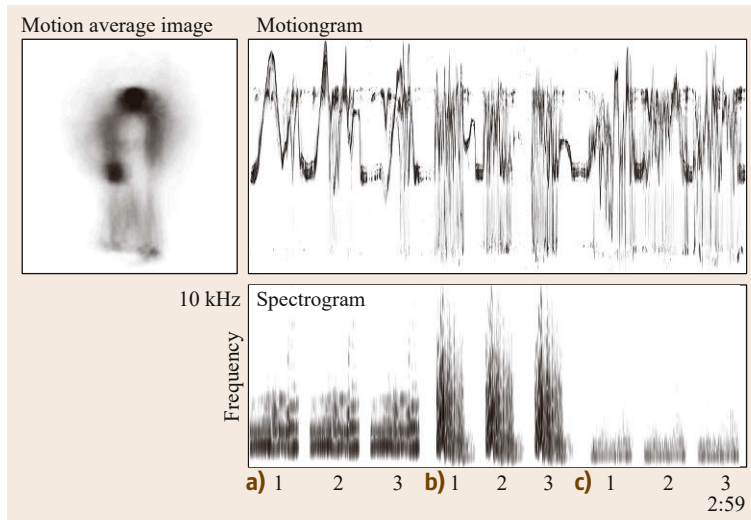 Motion average image
Motiongram
10 kHz
Spectrogram
Frequency
a) 1 2 3 b) 1 2 3 c) 1 2 3
2:59